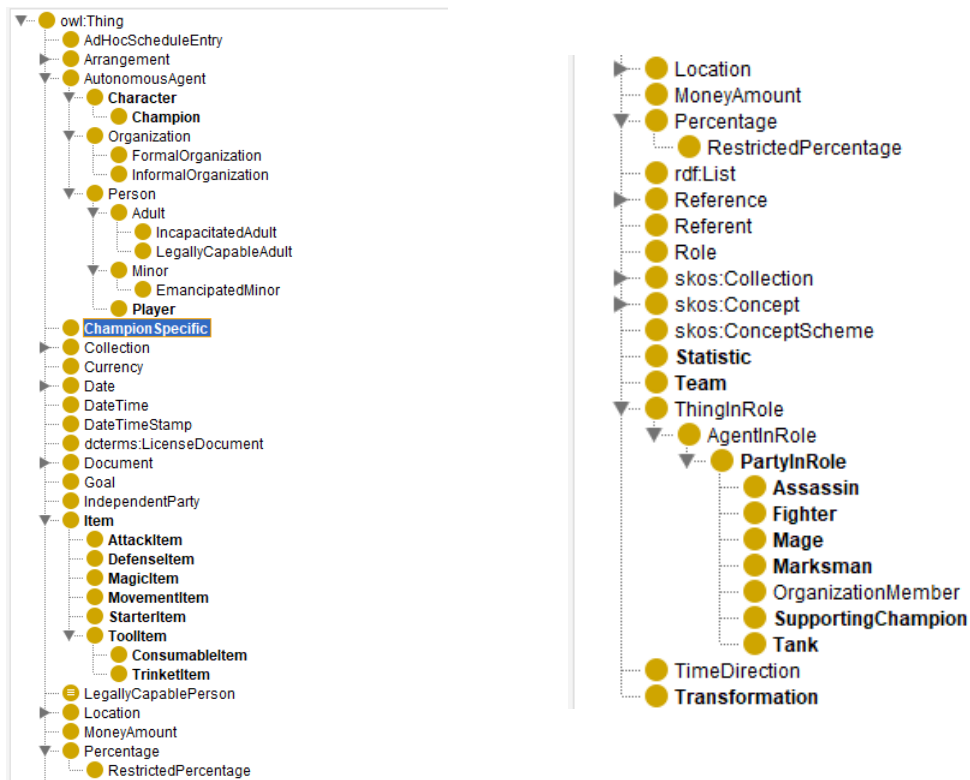 owl:Thing
AdHocScheduleEntry
Arrangement
AutonomousAgent
Character
Champion
Organization
FormalOrganization
InformalOrganization
Person
Adult
IncapacitatedAdult
LegallyCapableAdult
Minor
EmancipatedMinor
Player
ChampionSpecific
Collection
Currency
Date
DateTime
DateTimeStamp
dcterms:LicenseDocument
Document
Goal
IndependentParty
Item
AttackItem
DefenseItem
MagicItem
MovementItem
StarterItem
ToolItem
ConsumableItem
TrinketItem
LegallyCapablePerson
Location
MoneyAmount
Percentage
RestrictedPercentage
Location
MoneyAmount
Percentage
RestrictedPercentage
rdf:List
Reference
Referent
Role
skos:Collection
skos:Concept
skos:ConceptScheme
Statistic
Team
ThingInRole
AgentInRole
PartyInRole
Assassin
Fighter
Mage
Marksman
OrganizationMember
SupportingChampion
Tank
TimeDirection
Transformation